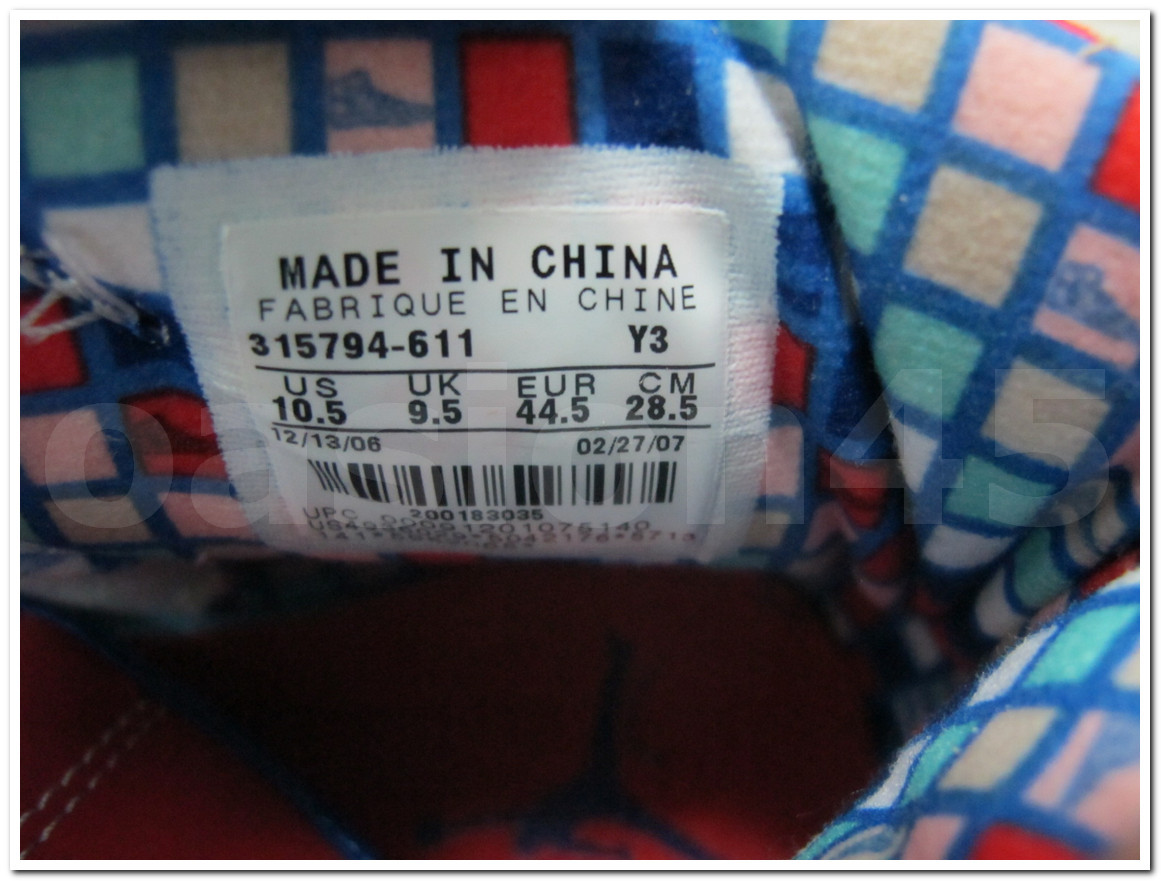 MADE IN CHINA
FABRIQUE EN CHINE
315794-611 Y3
US UK EUR CM
10.5 9.5 44.5 28.5
12/13/06 02/27/07
200183035
UPC
oasion45